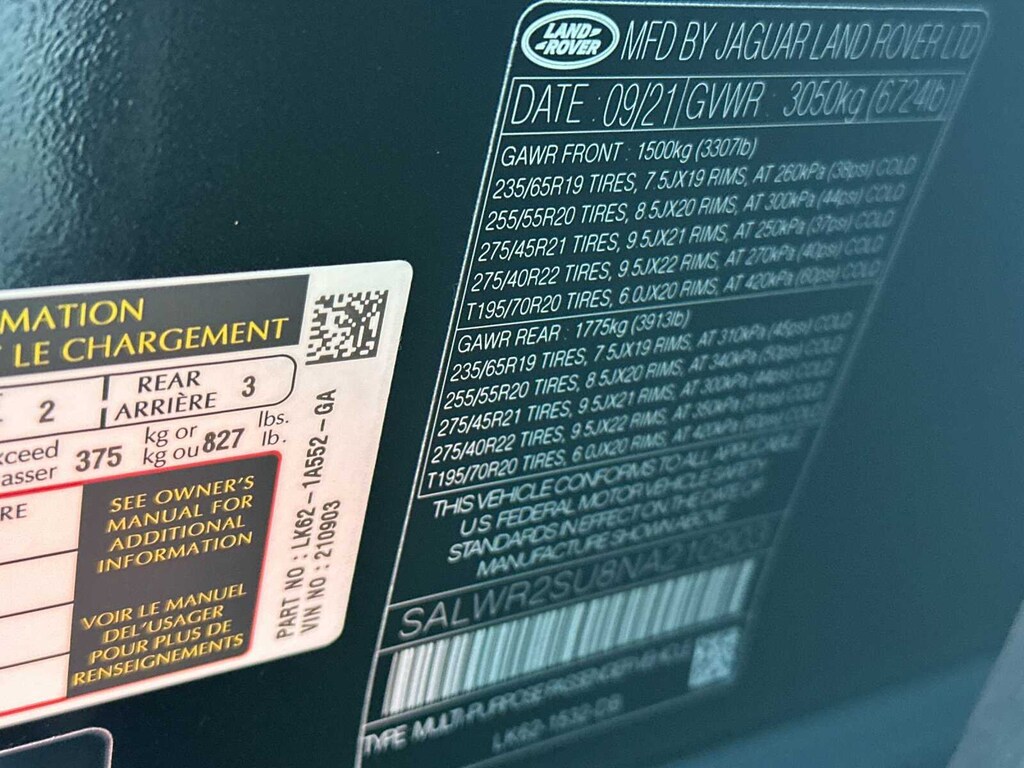 MATION
LE CHARGEMENT
2 REAR ARRIÈRE 3
xceed
asser 375 kg or kg ou 827 lbs. lb.
RE
SEE OWNER'S
MANUAL FOR
ADDITIONAL
INFORMATION
VOIR LE MANUEL
DEL'USAGER
POUR PLUS DE
RENSEIGNEMENTS
PART NO : LK62-1A552-GA
VIN NO : 210903
LAND-
ROVER
MFD BY JAGUAR LAND ROVER LTD
DATE : 09/21 GVWR : 3050kg (6724lb)
GAWR FRONT : 1500kg (3307lb)
235/65R19 TIRES, 7.5JX19 RIMS, AT 260kPa (38psi) COLD
255/55R20 TIRES, 8.5JX20 RIMS, AT 300kPa (44psi) COLD
275/45R21 TIRES, 9.5JX21 RIMS, AT 250kPa (37psi) COLD
275/40R22 TIRES, 9.5JX22 RIMS, AT 270kPa (40psi) COLD
T195/70R20 TIRES, 6.0JX20 RIMS, AT 420kPa (60psi) COLD
GAWR REAR : 1775kg (3913lb)
235/65R19 TIRES, 7.5JX19 RIMS, AT 310kPa (45psi) COLD
255/55R20 TIRES, 8.5JX20 RIMS, AT 340kPa (50psi) COLD
275/45R21 TIRES, 9.5JX21 RIMS, AT 300kPa (44psi) COLD
275/40R22 TIRES, 9.5JX22 RIMS, AT 350kPa (51psi) COLD
T195/70R20 TIRES, 6.0JX20 RIMS, AT 420kPa (60psi) COLD
THIS VEHICLE CONFORMS TO ALL APPLICABLE
U.S FEDERAL MOTOR VEHICLE SAFETY
STANDARDS IN EFFECT ON THE DATE OF
MANUFACTURE SHOWN ABOVE
SALWR2SU8NA210903
TYPE MULTI-PURPOSE PASSENGER VEHICLE
LK62-1532-DB